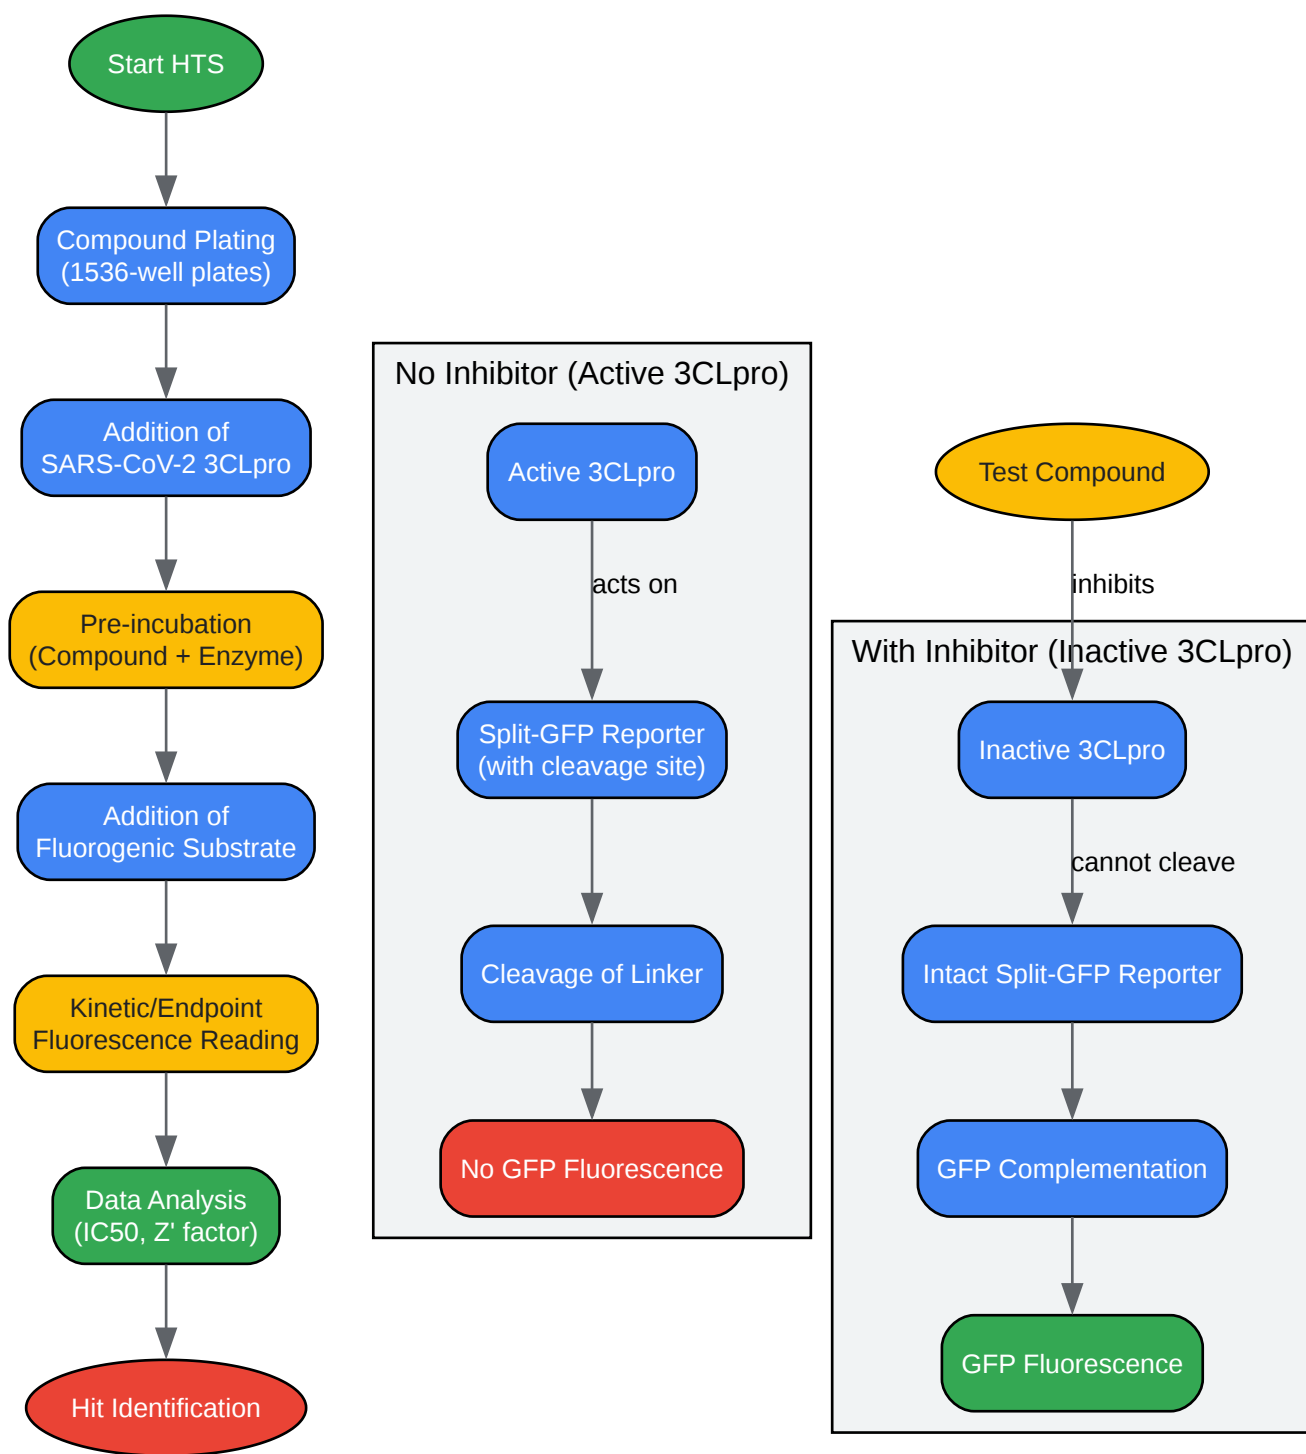 Start HTS
Compound Plating
(1536-well plates)
Addition of
SARS-CoV-2 3CLpro
Pre-incubation
(Compound + Enzyme)
Addition of
Fluorogenic Substrate
Kinetic/Endpoint
Fluorescence Reading
Data Analysis
(IC50, Z' factor)
Hit Identification
No Inhibitor (Active 3CLpro)
Active 3CLpro
acts on
Split-GFP Reporter
(with cleavage site)
Cleavage of Linker
No GFP Fluorescence
Test Compound
inhibits
With Inhibitor (Inactive 3CLpro)
Inactive 3CLpro
cannot cleave
Intact Split-GFP Reporter
GFP Complementation
GFP Fluorescence